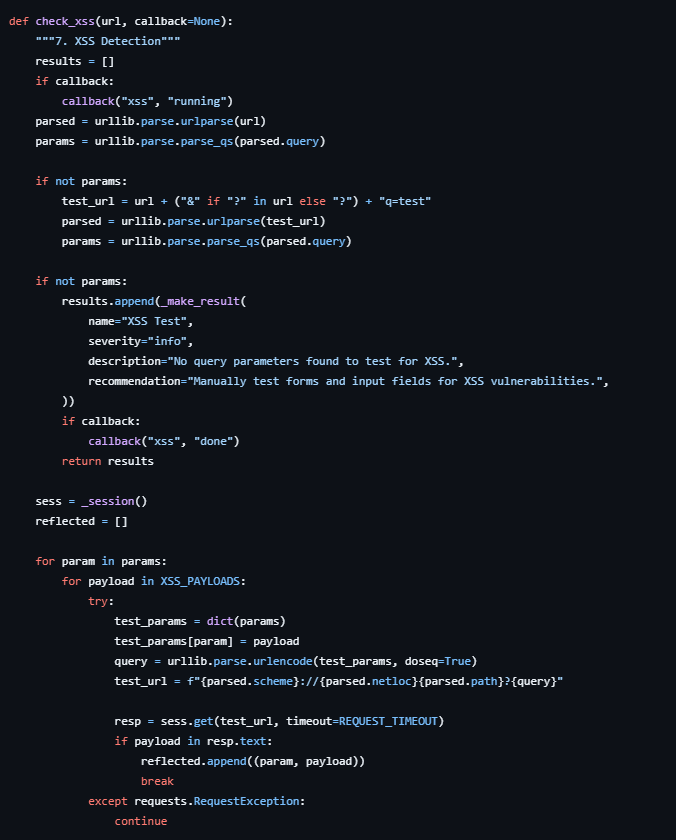 def check_xss(url, callback=None):
    """7. XSS Detection"""
    results = []
    if callback:
        callback("xss", "running")
    parsed = urllib.parse.urlparse(url)
    params = urllib.parse.parse_qs(parsed.query)

    if not params:
        test_url = url + ("&" if "?" in url else "?") + "q=test"
        parsed = urllib.parse.urlparse(test_url)
        params = urllib.parse.parse_qs(parsed.query)

    if not params:
        results.append(_make_result(
            name="XSS Test",
            severity="info",
            description="No query parameters found to test for XSS.",
            recommendation="Manually test forms and input fields for XSS vulnerabilities.",
        ))
        if callback:
            callback("xss", "done")
        return results

    sess = _session()
    reflected = []

    for param in params:
        for payload in XSS_PAYLOADS:
            try:
                test_params = dict(params)
                test_params[param] = payload
                query = urllib.parse.urlencode(test_params, doseq=True)
                test_url = f"{parsed.scheme}://{parsed.netloc}{parsed.path}?{query}"

                resp = sess.get(test_url, timeout=REQUEST_TIMEOUT)
                if payload in resp.text:
                    reflected.append((param, payload))
                    break
            except requests.RequestException:
                continue